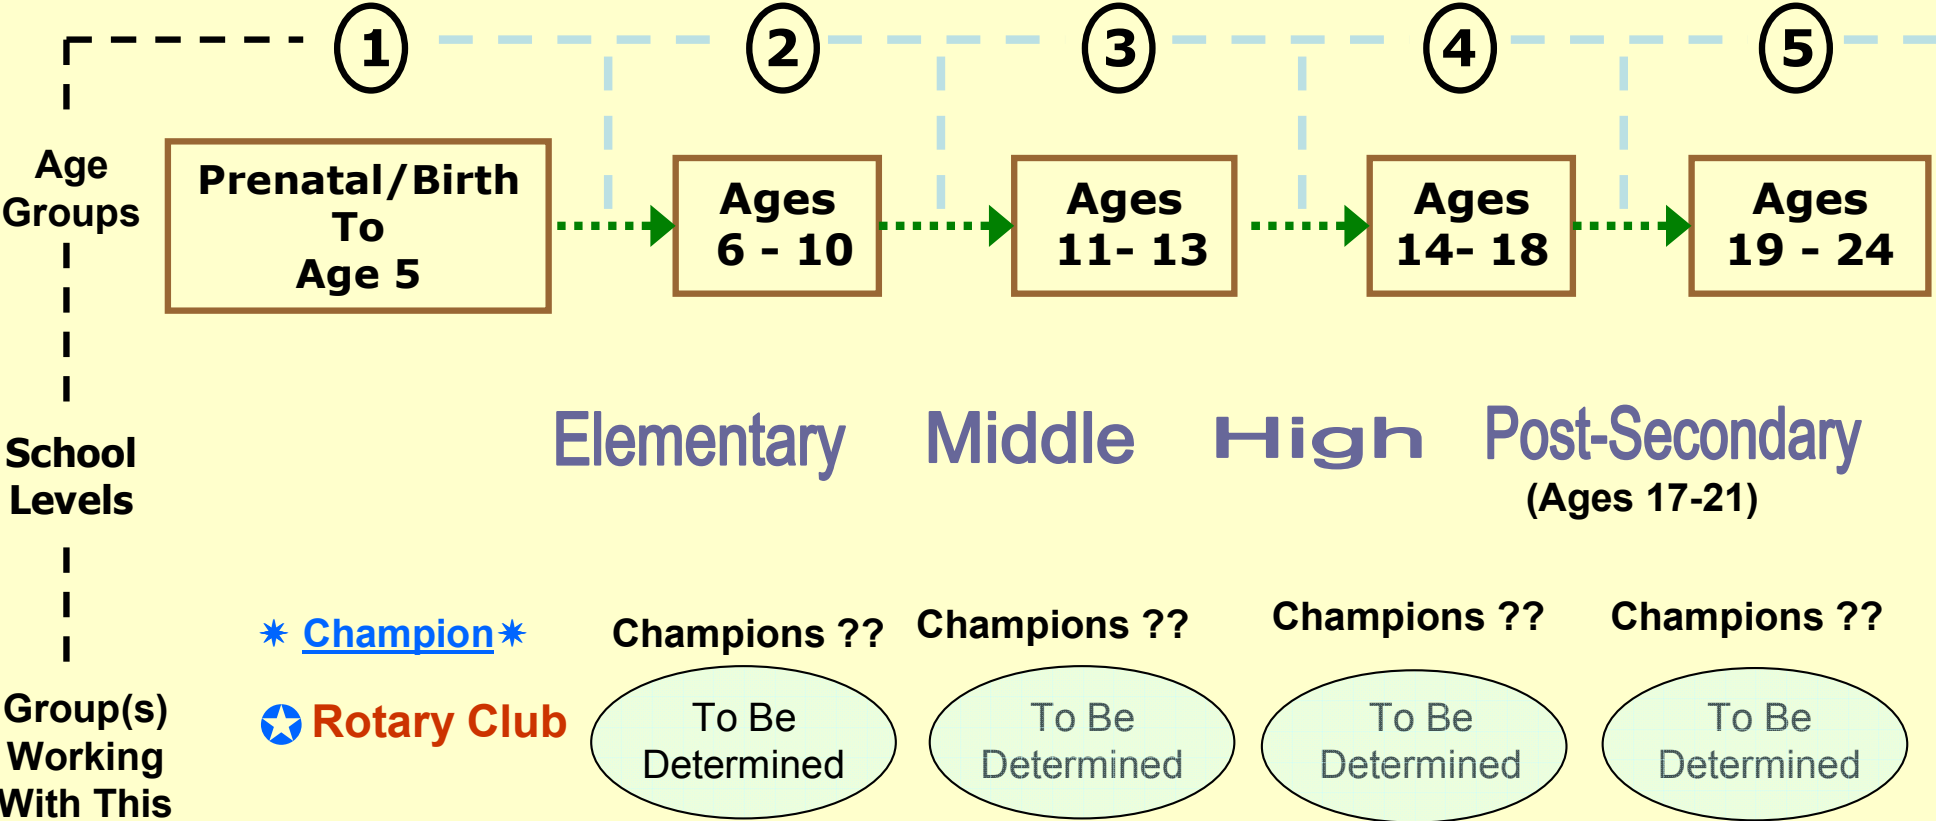 1 2 3 4 5
Age
Groups
Prenatal/Birth
To
Age 5
Ages
6 - 10
Ages
11- 13
Ages
14- 18
Ages
19 - 24
School
Levels
Elementary Middle High Post-Secondary
(Ages 17-21)
Group(s)
Working
With This
Champion
Rotary Club
Champions ??
To Be
Determined
Champions ??
To Be
Determined
Champions ??
To Be
Determined
Champions ??
To Be
Determined